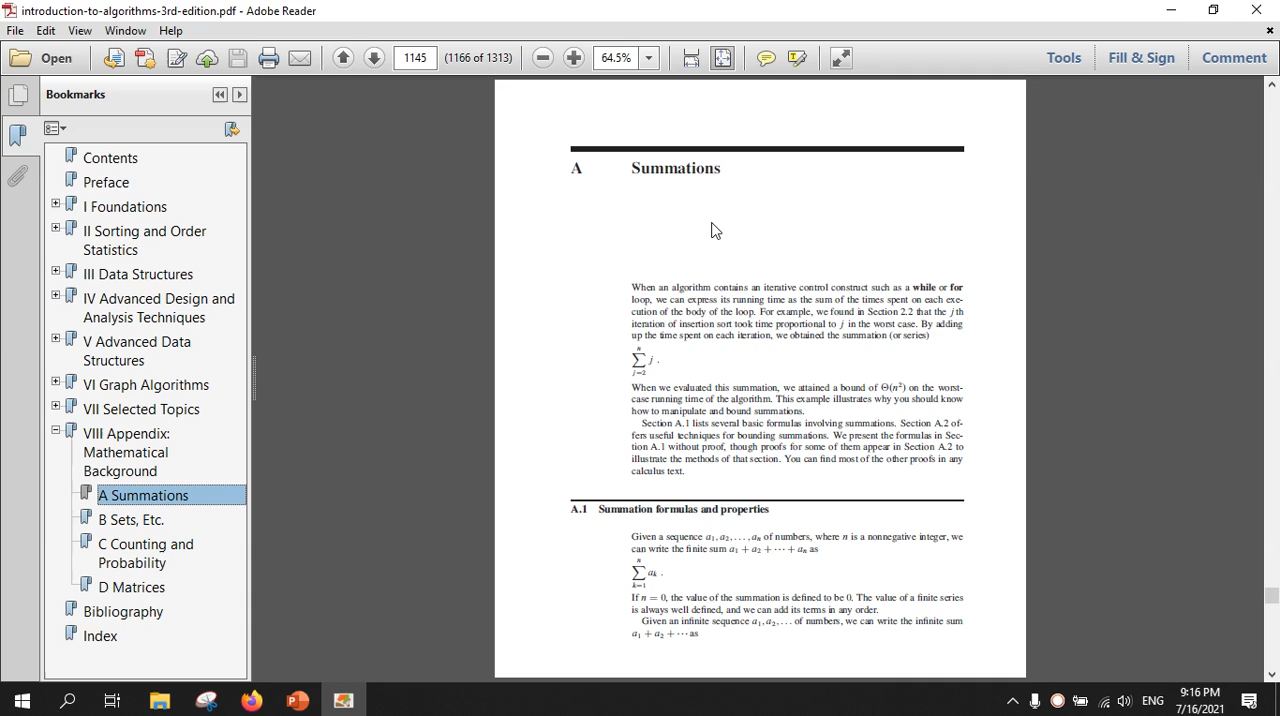 introduction-to-algorithms-3rd-edition.pdf - Adobe Reader
File Edit View Window Help
Open 1145 (1166 of 1313) 64.5% Tools Fill & Sign Comment
Bookmarks
Contents
Preface
I Foundations
II Sorting and Order
Statistics
III Data Structures
IV Advanced Design and
Analysis Techniques
V Advanced Data
Structures
VI Graph Algorithms
VII Selected Topics
VIII Appendix:
Mathematical
Background
A Summations
B Sets, Etc.
C Counting and
Probability
D Matrices
Bibliography
Index
A Summations
When an algorithm contains an iterative control construct such as a while or for
loop, we can express its running time as the sum of the times spent on each exe-
cution of the body of the loop. For example, we found in Section 2.2 that the j th
iteration of insertion sort took time proportional to j in the worst case. By adding
up the time spent on each iteration, we obtained the summation (or series)
n
∑ j .
j=2
When we evaluated this summation, we attained a bound of Θ(n²) on the worst-
case running time of the algorithm. This example illustrates why you should know
how to manipulate and bound summations.
Section A.1 lists several basic formulas involving summations. Section A.2 of-
fers useful techniques for bounding summations. We present the formulas in Sec-
tion A.1 without proof, though proofs for some of them appear in Section A.2 to
illustrate the methods of that section. You can find most of the other proofs in any
calculus text.
A.1 Summation formulas and properties
Given a sequence a₁, a₂, . . . , aₙ of numbers, where n is a nonnegative integer, we
can write the finite sum a₁ + a₂ + ··· + aₙ as
n
∑ aₖ .
k=1
If n = 0, the value of the summation is defined to be 0. The value of a finite series
is always well defined, and we can add its terms in any order.
Given an infinite sequence a₁, a₂, . . . of numbers, we can write the infinite sum
a₁ + a₂ + ··· as
ENG
9:16 PM
7/16/2021